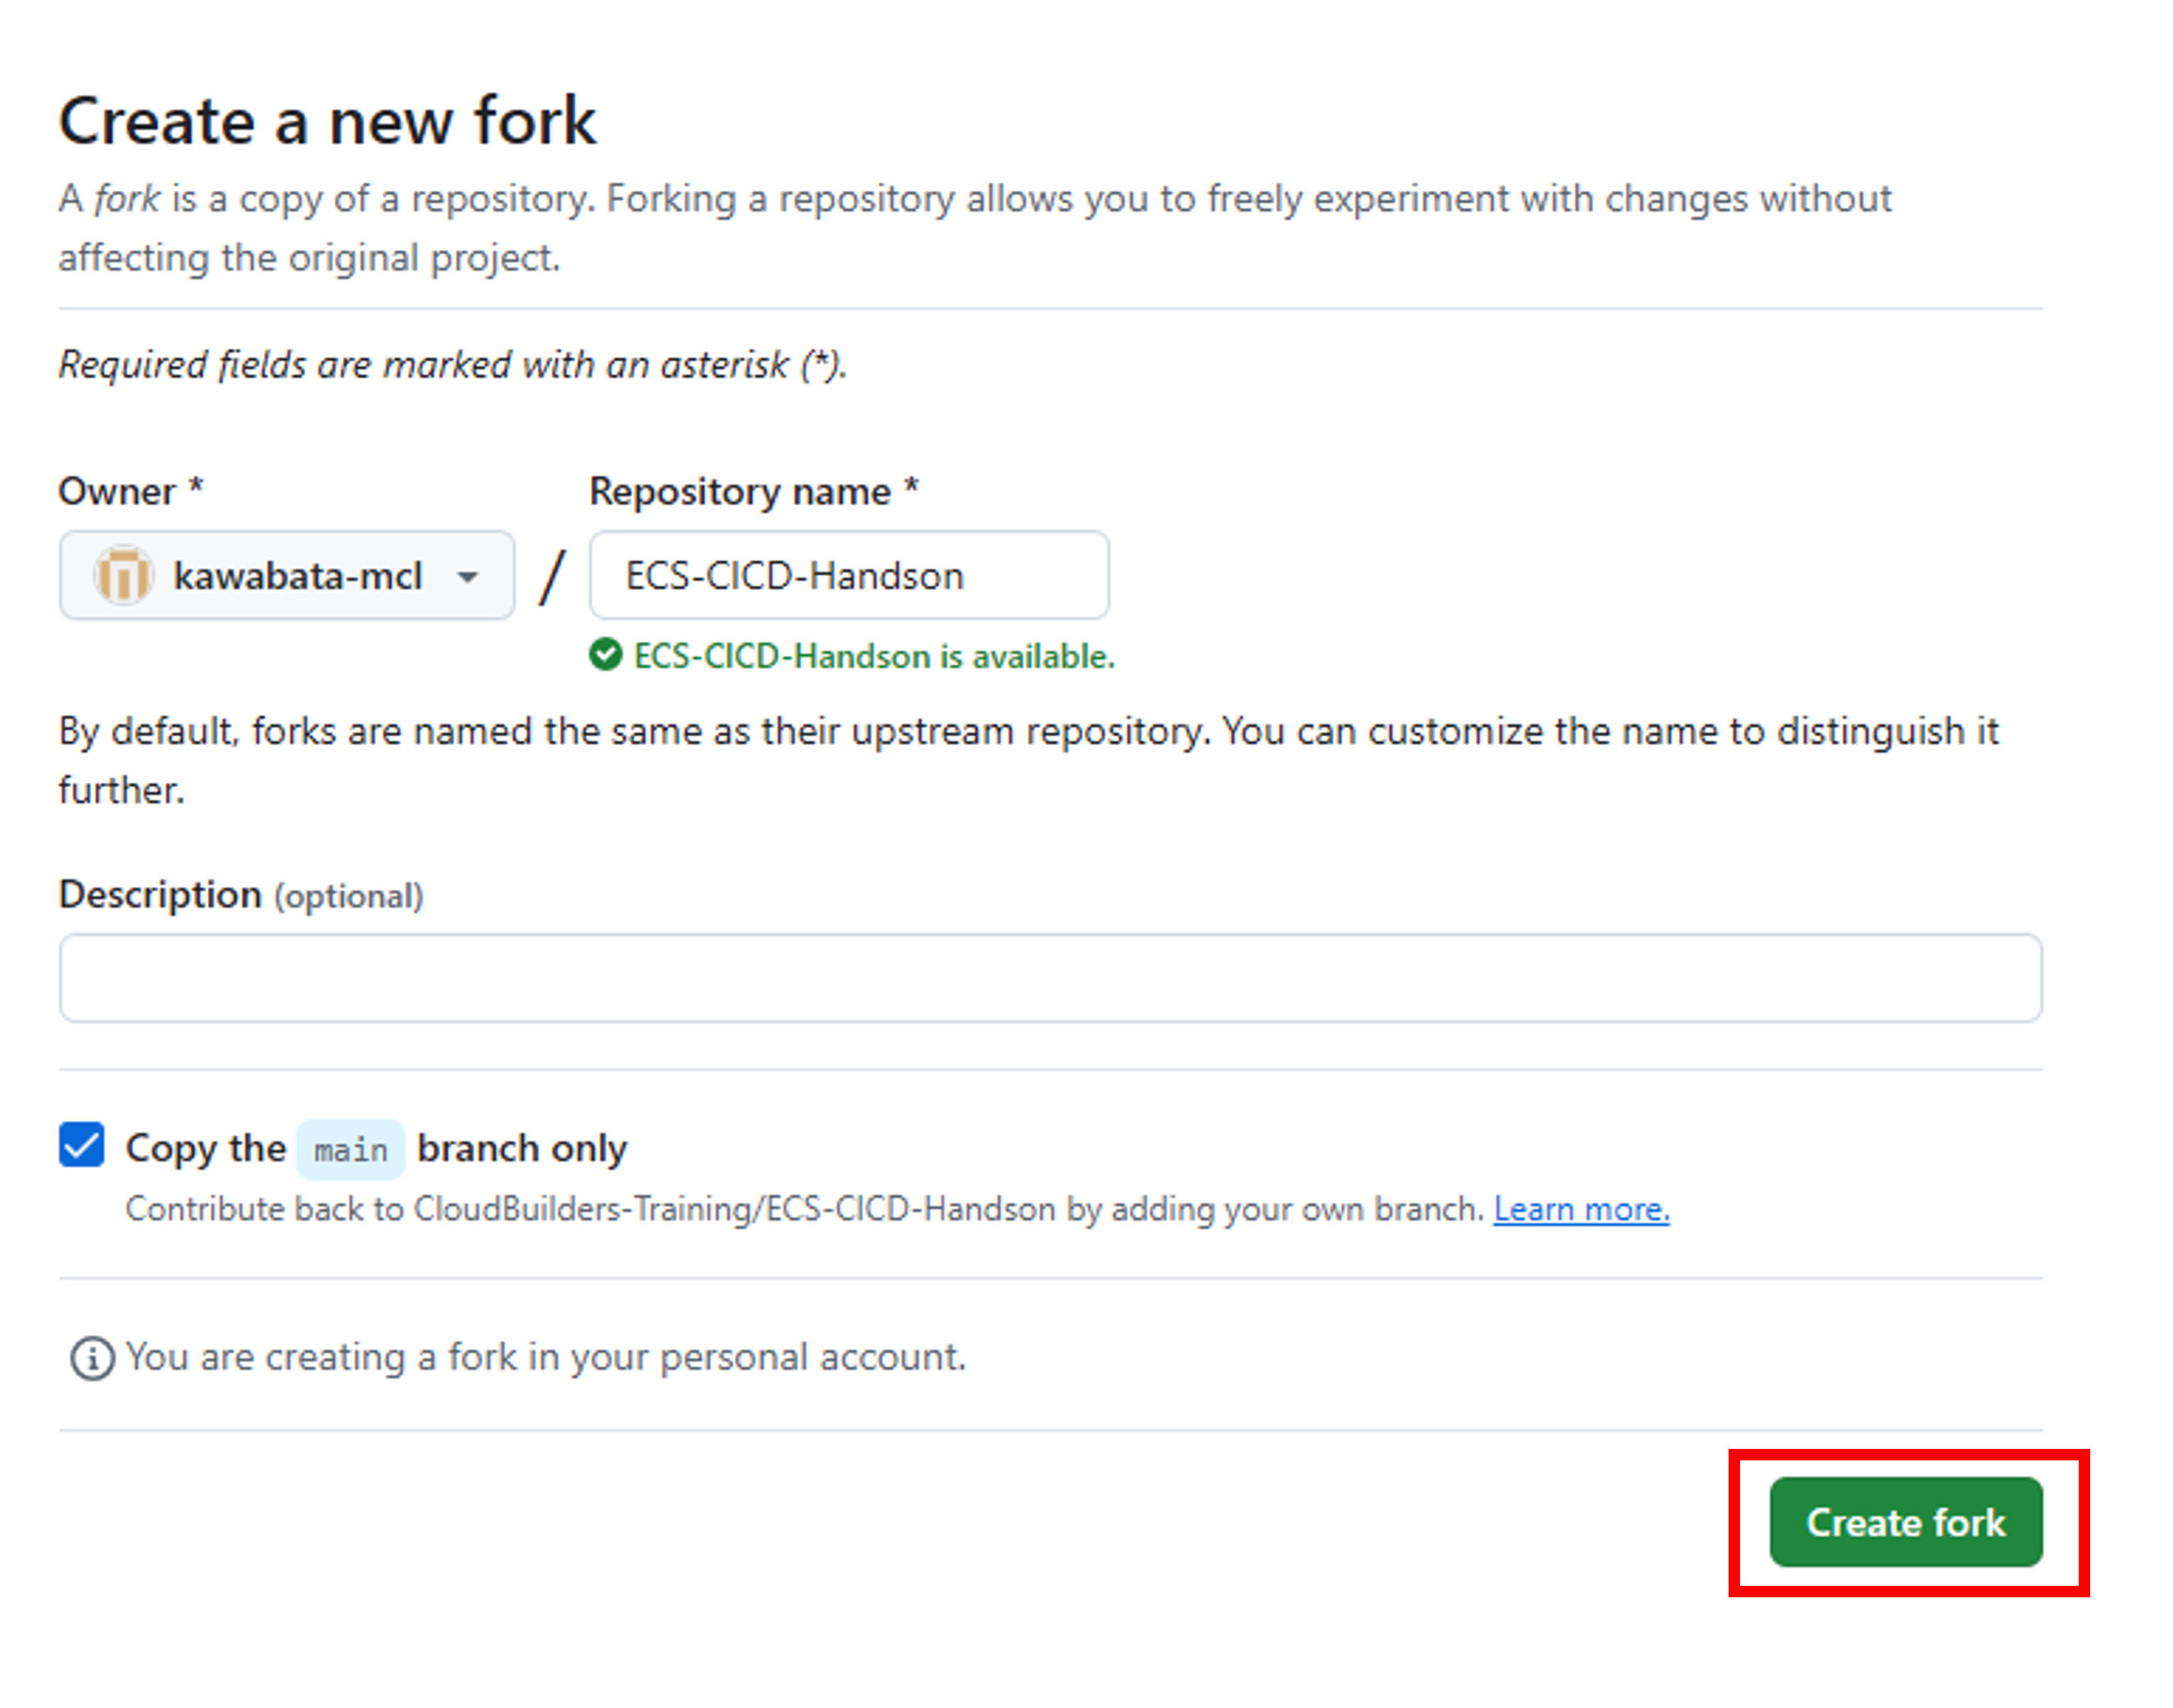 Create a new fork
A fork is a copy of a repository. Forking a repository allows you to freely experiment with changes without
affecting the original project.
Required fields are marked with an asterisk (*).
Owner *
Repository name *
kawabata-mcl
/
ECS-CICD-Handson
ECS-CICD-Handson is available.
By default, forks are named the same as their upstream repository. You can customize the name to distinguish it
further.
Description (optional)
Copy the main branch only
Contribute back to CloudBuilders-Training/ECS-CICD-Handson by adding your own branch. Learn more.
You are creating a fork in your personal account.
Create fork